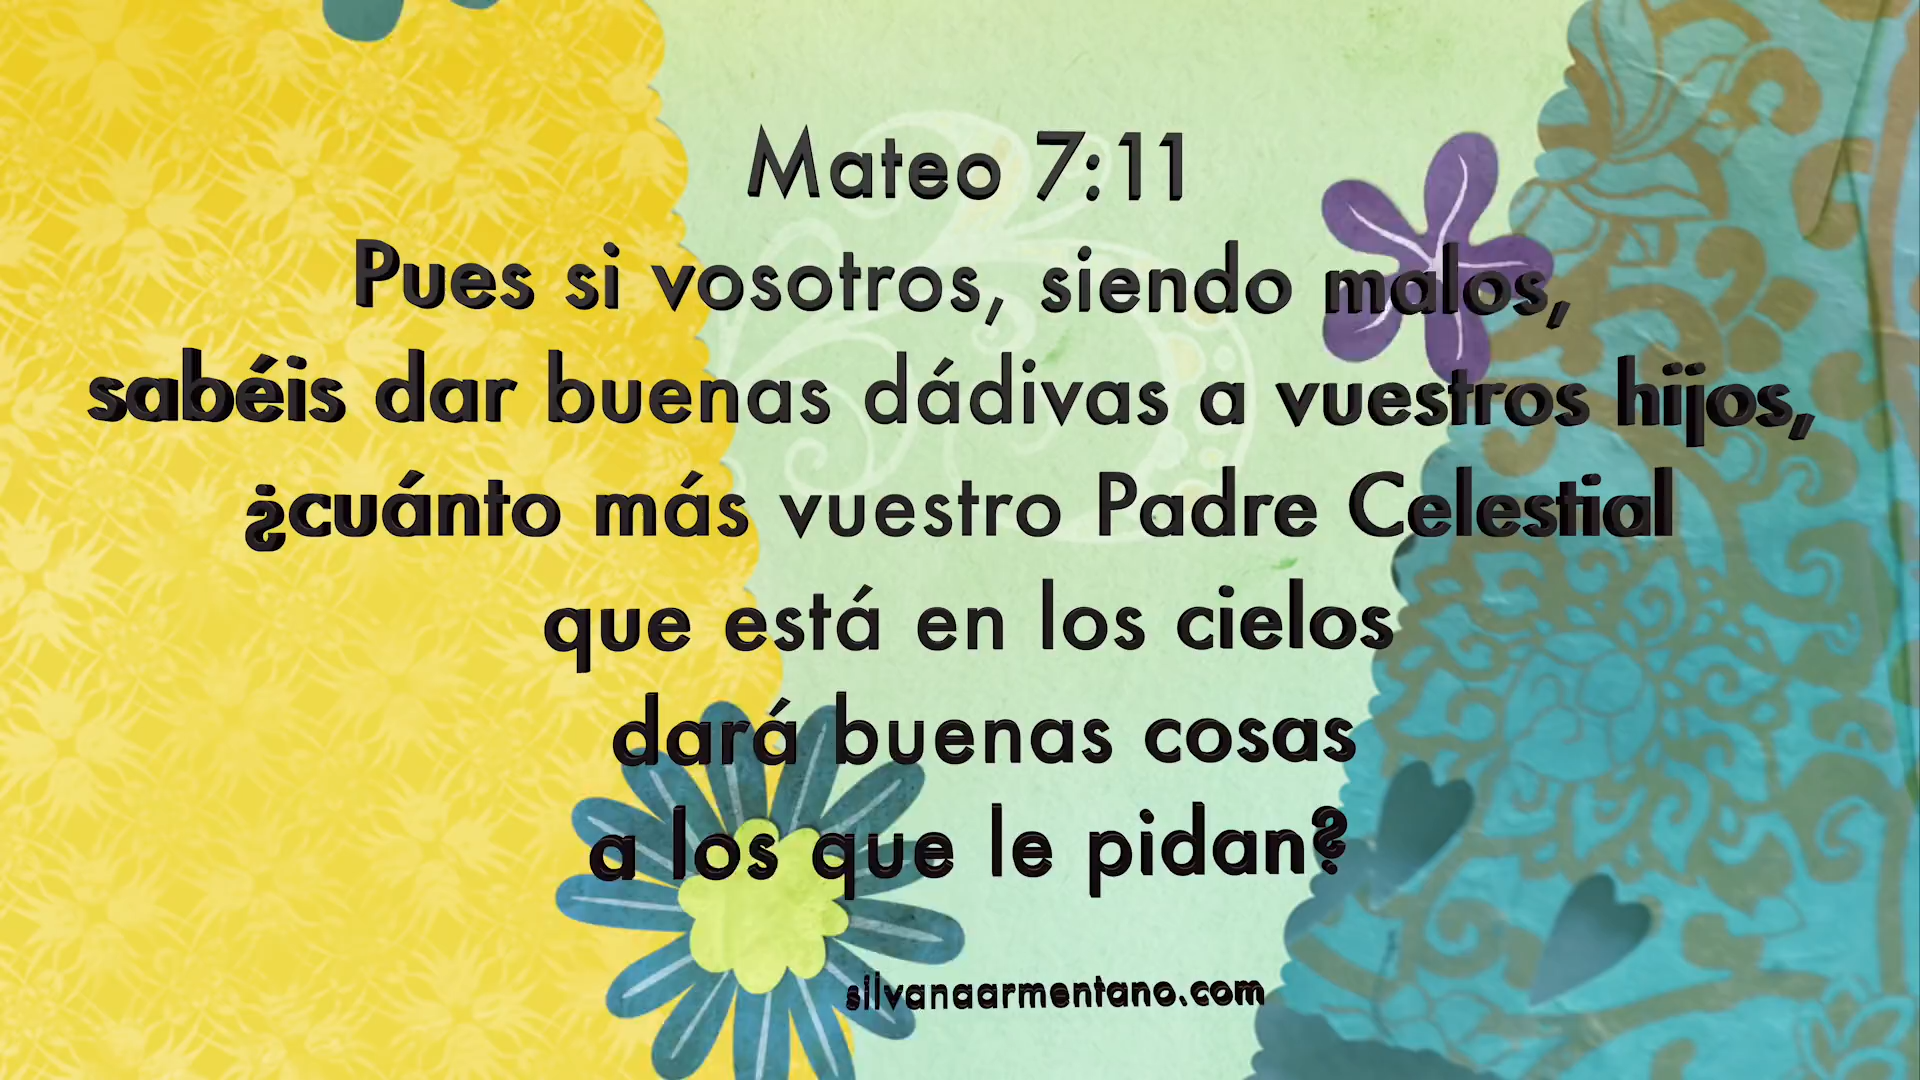 Mateo 7:11
Pues si vosotros, siendo malos,
sabéis dar buenas dádivas a vuestros hijos,
¿cuánto más vuestro Padre Celestial
que está en los cielos
dará buenas cosas
a los que le pidan?
silvanaarmentano.com